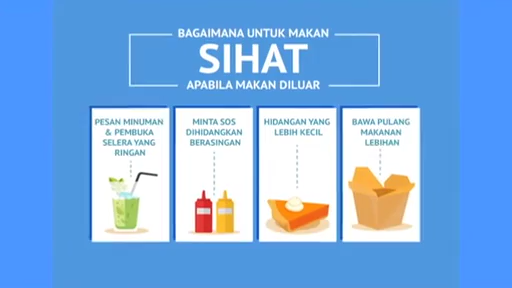 BAGAIMANA UNTUK MAKAN
SIHAT
APABILA MAKAN DILUAR
PESAN MINUMAN
& PEMBUKA
SELERA YANG
RINGAN
MINTA SOS
DIHIDANGKAN
BERASINGAN
HIDANGAN YANG
LEBIH KECIL
BAWA PULANG
MAKANAN
LEBIHAN